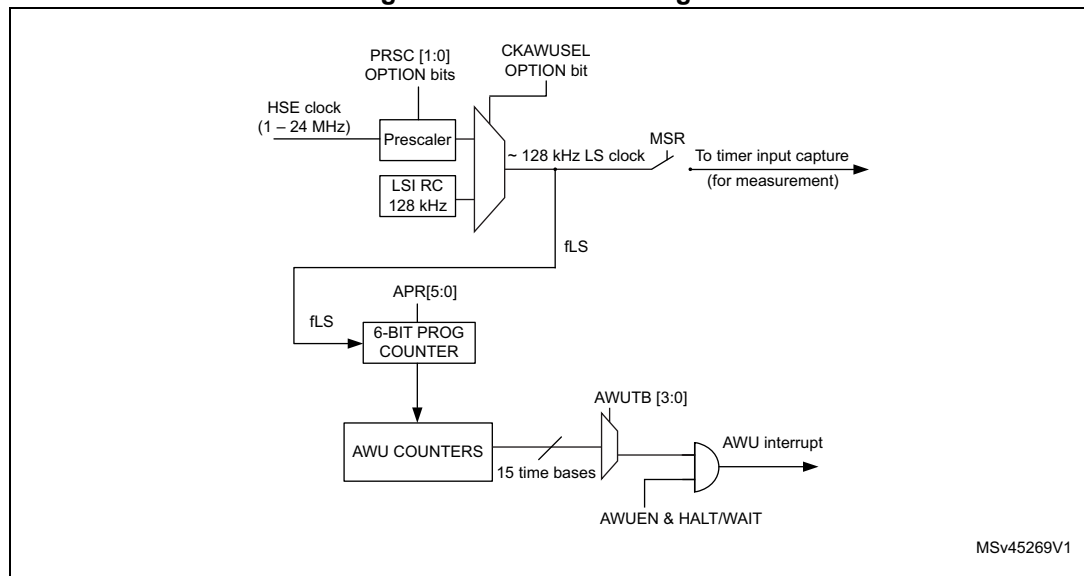 PRSC [1:0]
OPTION bits
CKAWUSEL
OPTION bit
HSE clock
(1 – 24 MHz)
Prescaler
MSR
~ 128 kHz LS clock
To timer input capture
(for measurement)
LSI RC
128 kHz
fLS
APR[5:0]
fLS
6-BIT PROG
COUNTER
AWUTB [3:0]
AWU COUNTERS
15 time bases
AWU interrupt
AWUEN & HALT/WAIT
MSv45269V1